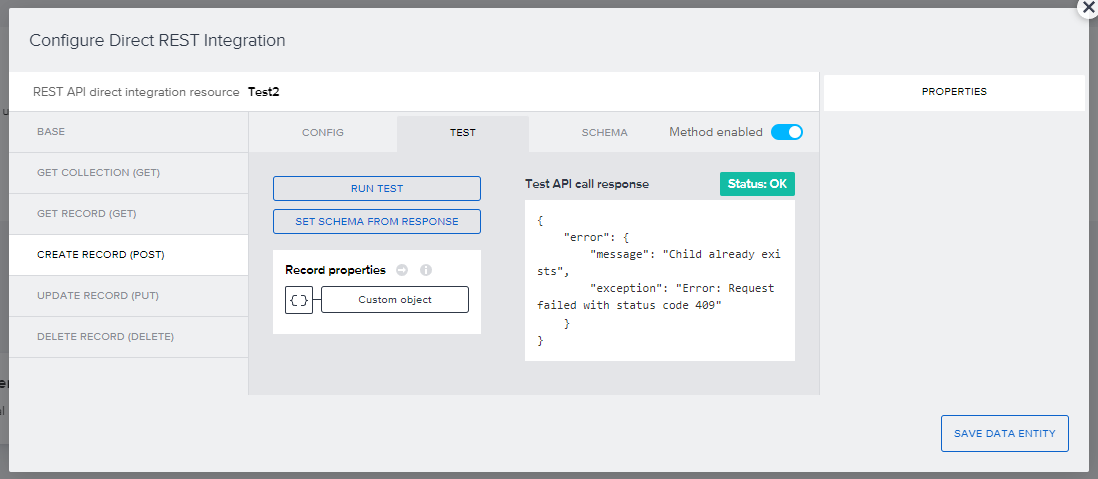 Configure Direct REST Integration
REST API direct integration resource Test2
PROPERTIES
BASE
GET COLLECTION (GET)
GET RECORD (GET)
CREATE RECORD (POST)
UPDATE RECORD (PUT)
DELETE RECORD (DELETE)
CONFIG
TEST
SCHEMA
Method enabled
RUN TEST
SET SCHEMA FROM RESPONSE
Record properties
{ }
Custom object
Test API call response
Status: OK
{
"error": {
"message": "Child already exi
sts",
"exception": "Error: Request
failed with status code 409"
}
}
SAVE DATA ENTITY